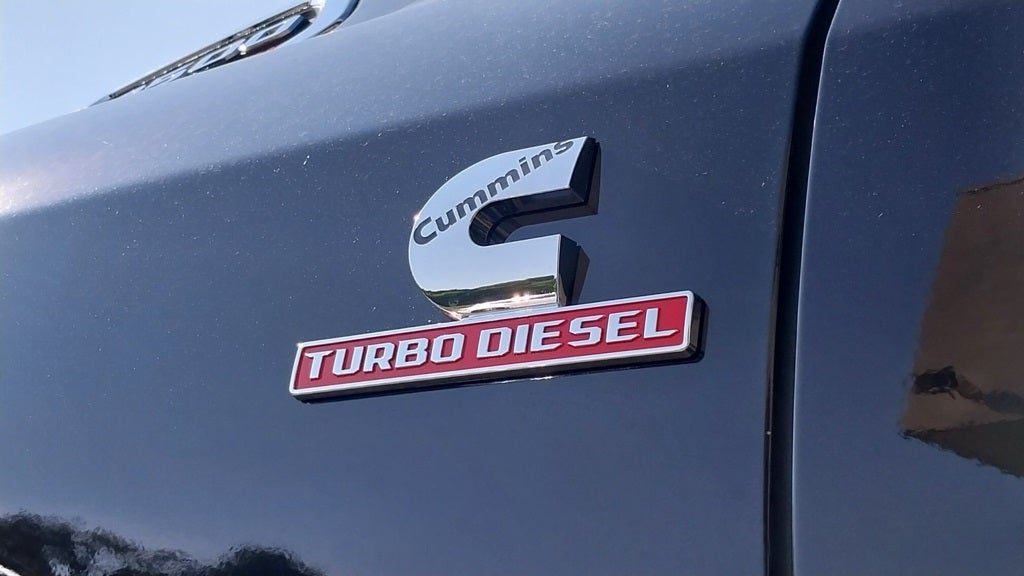 Cummins
TURBO DIESEL